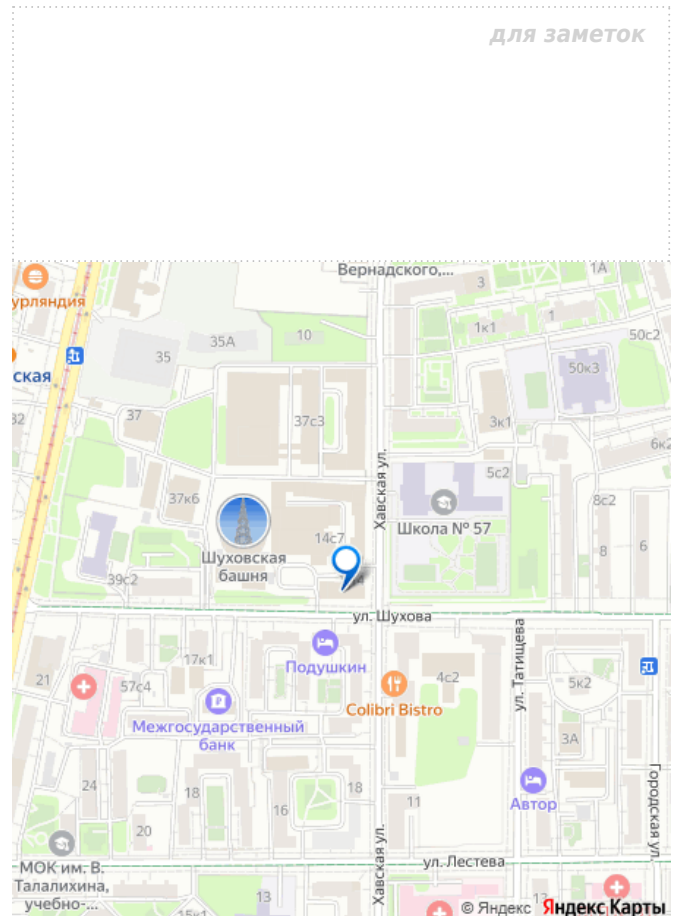 для заметок
Вернадского,...
1А
3
урляндия
1к1
1
10
35А
50с2
35
50к3
ская
37
37с3
3к1
6к2
Хавская ул.
5с2
37к6
8с2
Школа № 57
14с7
Шуховская
башня
8
6
39с2
ул. Шухова
ул. Татищева
17к1
Подушкин
21
57с4
4с2
5к2
Colibri Bistro
Межгосударственный
банк
3А
24
18
18
16
11
Автор
Городская ул.
20
Хавская ул.
МОК им. В.
Талалихина,
учебно-...
ул. Лестева
13
15к1
© Яндекс Яндекс Карты